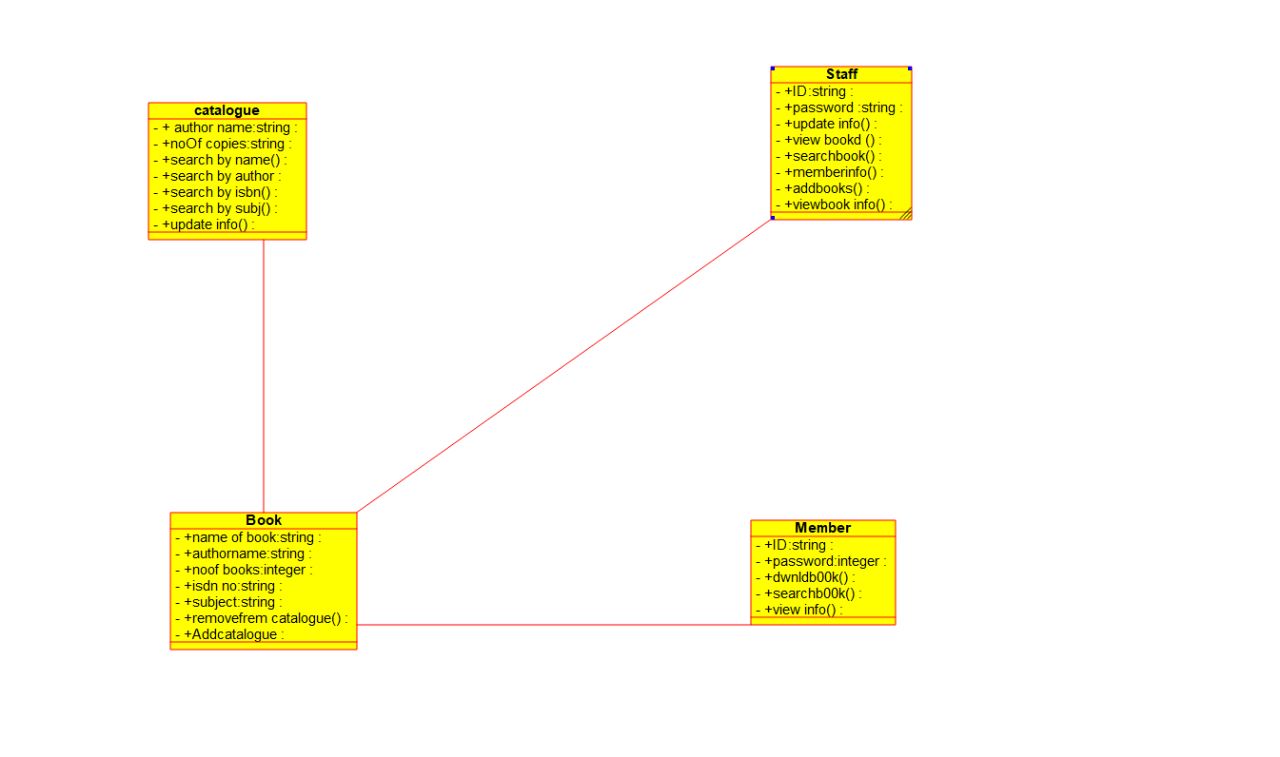 catalogue
- + author name:string :
- +noOf copies:string :
- +search by name() :
- +search by author :
- +search by isbn() :
- +search by subj() :
- +update info() :
Staff
- +ID:string :
- +password :string :
- +update info() :
- +view bookd () :
- +searchbook() :
- +memberinfo() :
- +addbooks() :
- +viewbook info() :
Book
- +name of book:string :
- +authorname:string :
- +noof books:integer :
- +isdn no:string :
- +subject:string :
- +removefrem catalogue() :
- +Addcatalogue :
Member
- +ID:string :
- +password:integer :
- +dwnldb00k() :
- +searchb00k() :
- +view info() :